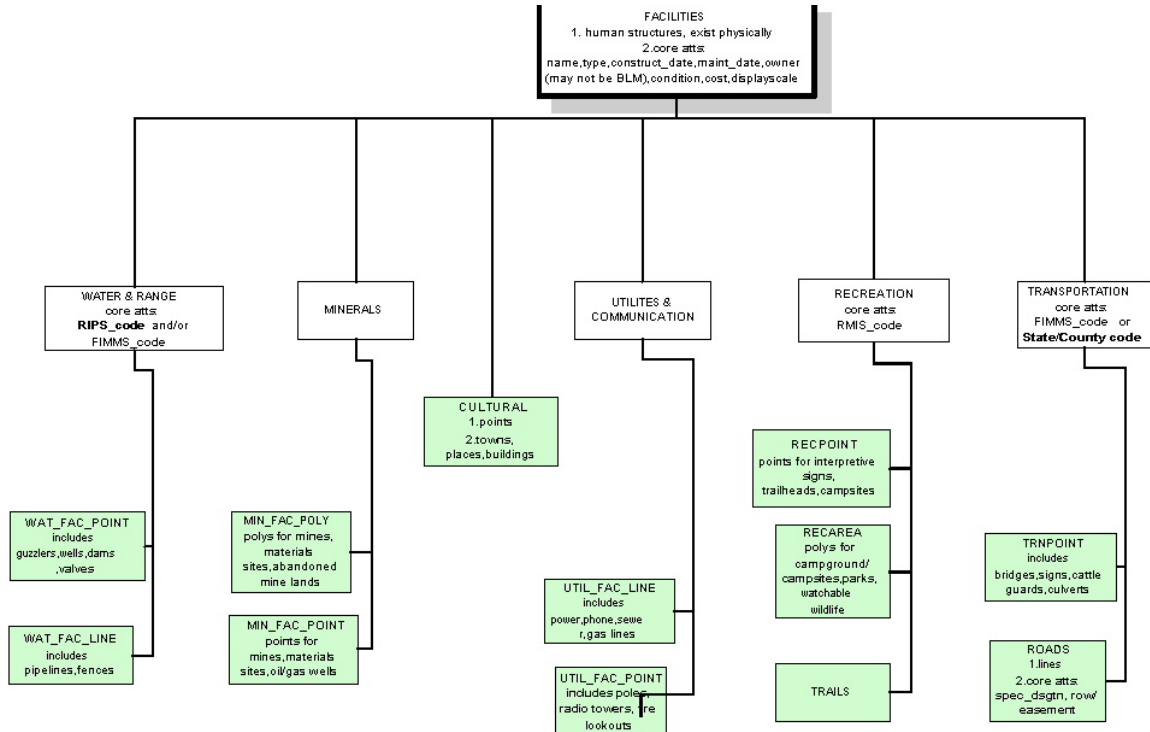 FACILITIES
1. human structures, exist physically
2.core atts:
name,type,construct_date,maint_date,owner
(may not be BLM),condition,cost,displayscale
WATER & RANGE
core atts:
RIPS_code and/or
FIMMS_code
MINERALS
UTILITES &
COMMUNICATION
RECREATION
core atts:
RMIS_code
TRANSPORTATION
core atts:
FIMMS_code or
State/County code
CULTURAL
1.points
2.towns,
places,buildings
RECPOINT
points for interpretive
signs,
trailheads,campsites
WAT_FAC_POINT
includes
guzzlers,wells,dams
,valves
MIN_FAC_POLY
polys for mines,
materials
sites,abandoned
mine lands
RECAREA
polys for
campground/
campsites,parks,
watchable
wildlife
TRNPOINT
includes
bridges,signs,cattle
guards,culverts
UTIL_FAC_LINE
includes
power,phone,sewe
r,gas lines
WAT_FAC_LINE
includes
pipelines,fences
MIN_FAC_POINT
points for
mines,materials
sites,oil/gas wells
UTIL_FAC_POINT
includes poles,
radio towers, fire
lookouts
TRAILS
ROADS
1.lines
2.core atts:
spec_dsgtn, row/
easement